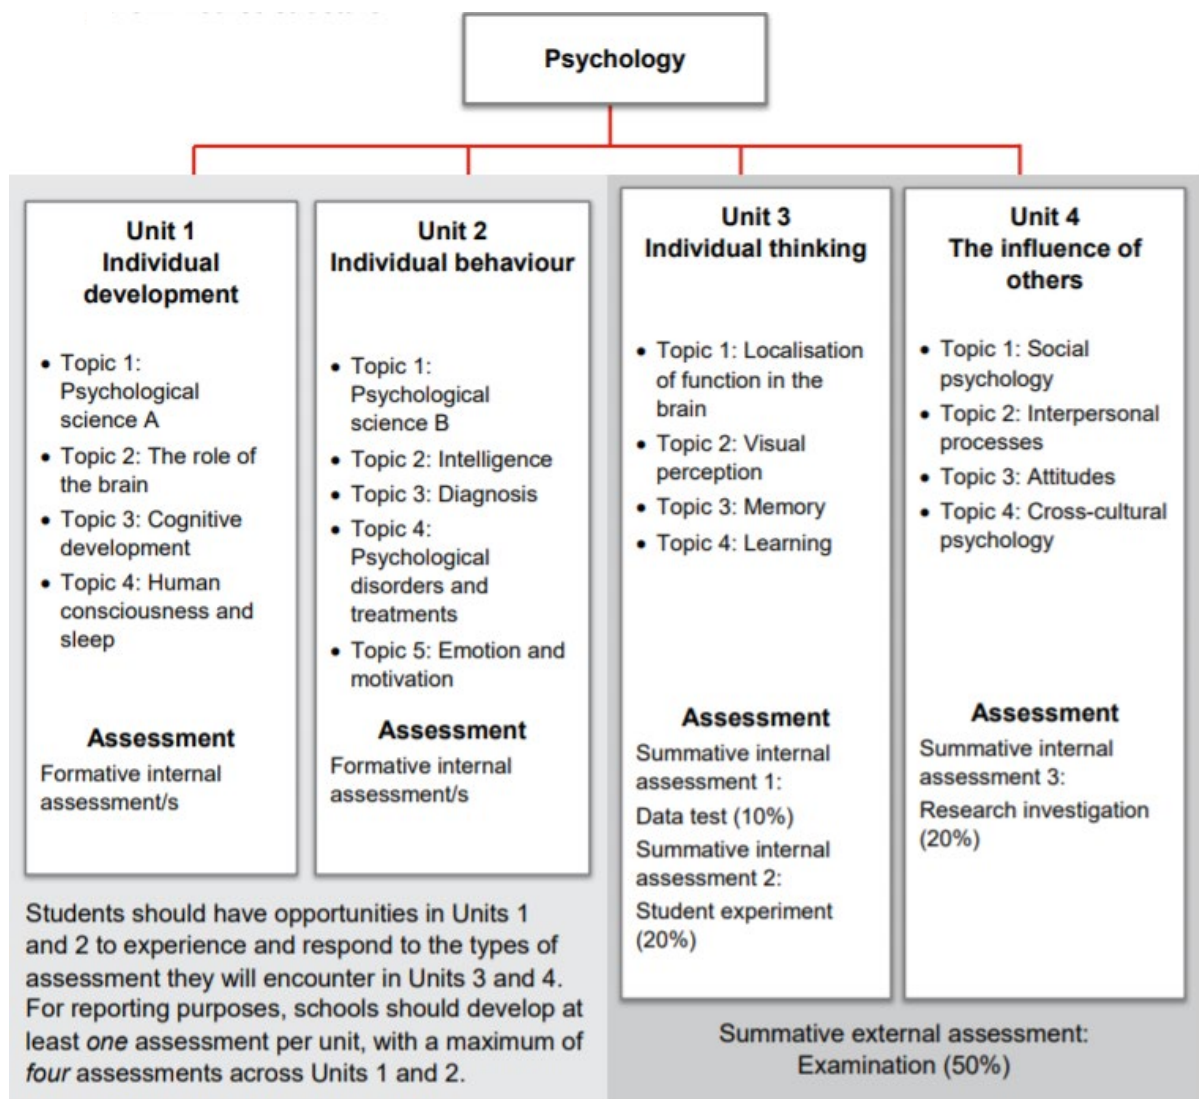 Psychology
Unit 1
Individual
development
• Topic 1:
Psychological
science A
• Topic 2: The role of
the brain
• Topic 3: Cognitive
development
• Topic 4: Human
consciousness and
sleep
Assessment
Formative internal
assessment/s
Unit 2
Individual behaviour
• Topic 1:
Psychological
science B
• Topic 2: Intelligence
• Topic 3: Diagnosis
• Topic 4:
Psychological
disorders and
treatments
• Topic 5: Emotion and
motivation
Assessment
Formative internal
assessment/s
Students should have opportunities in Units 1
and 2 to experience and respond to the types of
assessment they will encounter in Units 3 and 4.
For reporting purposes, schools should develop at
least one assessment per unit, with a maximum of
four assessments across Units 1 and 2.
Unit 3
Individual thinking
• Topic 1: Localisation
of function in the
brain
• Topic 2: Visual
perception
• Topic 3: Memory
• Topic 4: Learning
Assessment
Summative internal
assessment 1:
Data test (10%)
Summative internal
assessment 2:
Student experiment
(20%)
Unit 4
The influence of
others
• Topic 1: Social
psychology
• Topic 2: Interpersonal
processes
• Topic 3: Attitudes
• Topic 4: Cross-cultural
psychology
Assessment
Summative internal
assessment 3:
Research investigation
(20%)
Summative external assessment:
Examination (50%)